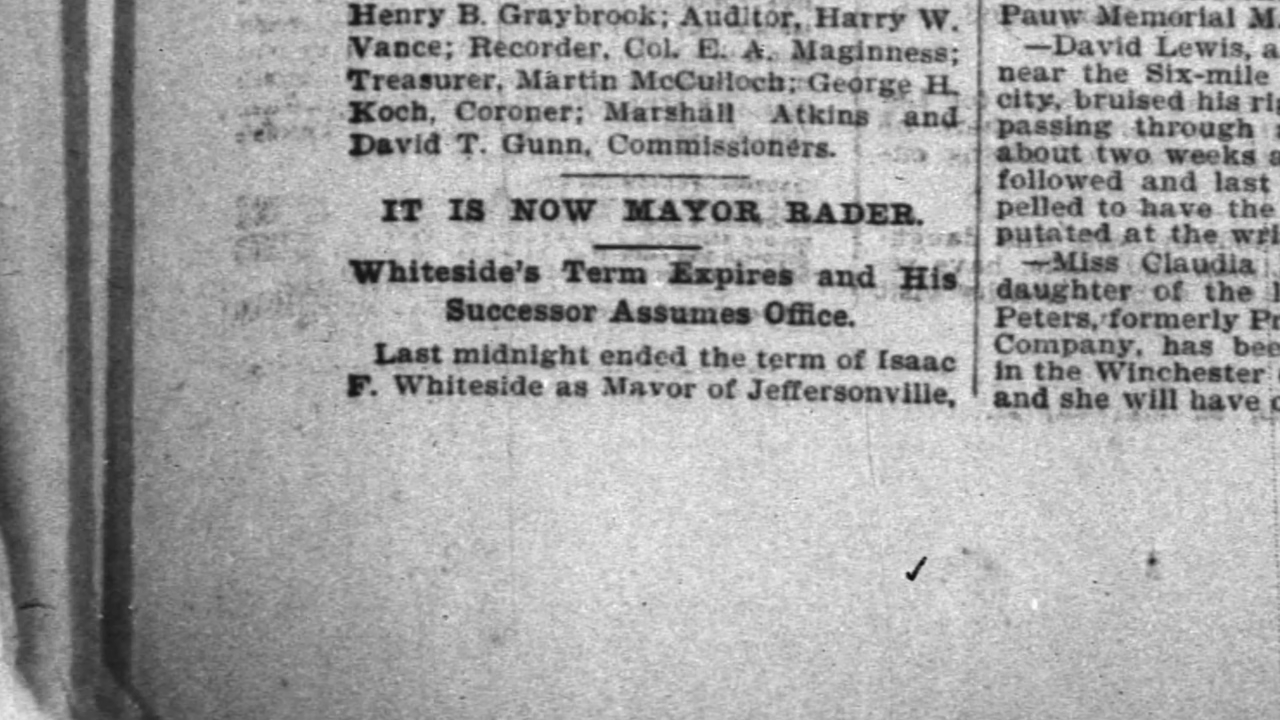 Henry B. Graybrook; Auditor, Harry W.
Vance; Recorder, Col. E. A. Maginness;
Treasurer, Martin McCulloch; George H.
Koch, Coroner; Marshall Atkins and
David T. Gunn, Commissioners.
IT IS NOW MAYOR RADER.
Whiteside's Term Expires and His
Successor Assumes Office.
Last midnight ended the term of Isaac
F. Whiteside as Mayor of Jeffersonville,
Pauw Memorial M
—David Lewis, a
near the Six-mile
city, bruised his ri
passing through
about two weeks a
followed and last
pelled to have the
putated at the wri
—Miss Claudia
daughter of the
Peters, formerly Pr
Company, has bee
in the Winchester
and she will have